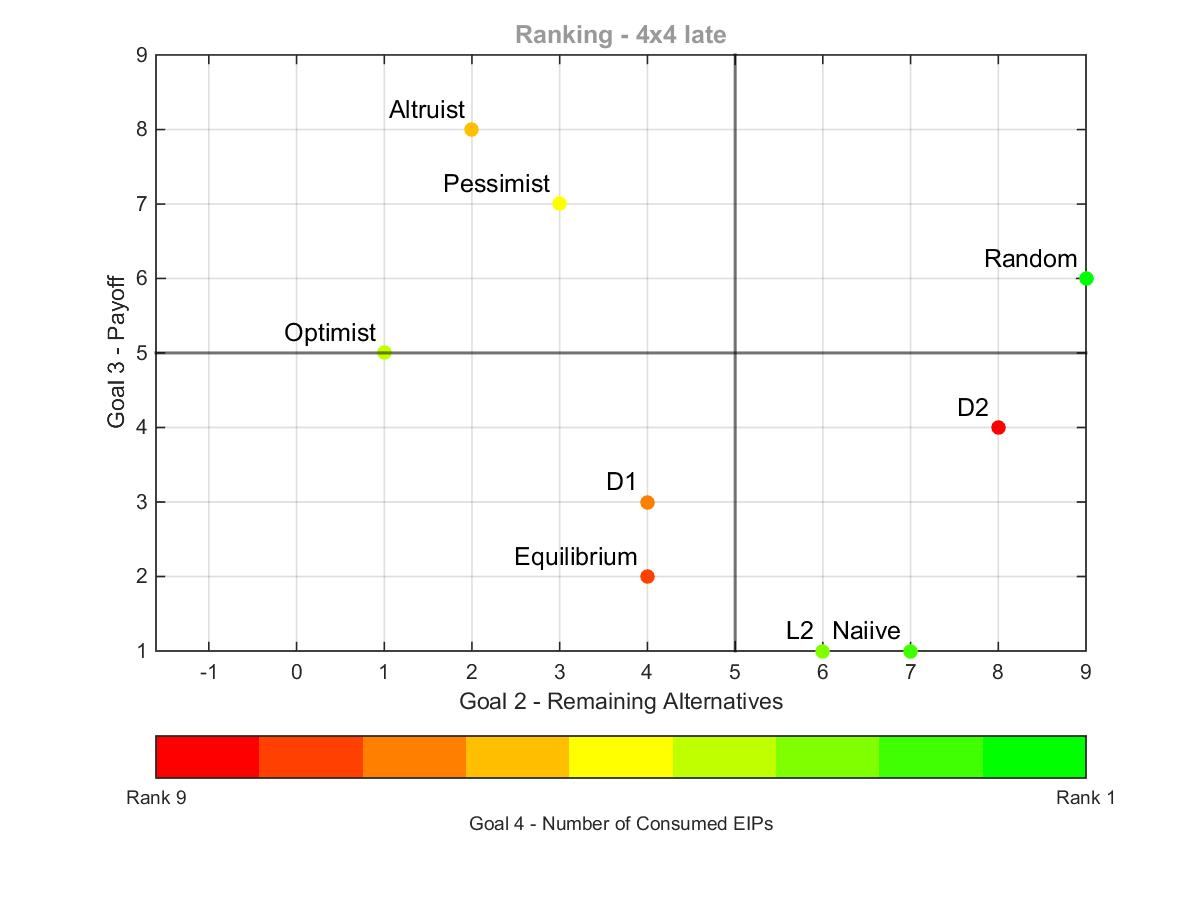 Ranking - 4x4 late
9
Altruist
8
Pessimist
7
Random
6
Optimist
5
D2
4
D1
3
Equilibrium
2
L2 Naiive
1
Goal 3 - Payoff
-1 0 1 2 3 4 5 6 7 8 9
Goal 2 - Remaining Alternatives
Rank 9 Rank 1
Goal 4 - Number of Consumed EIPs